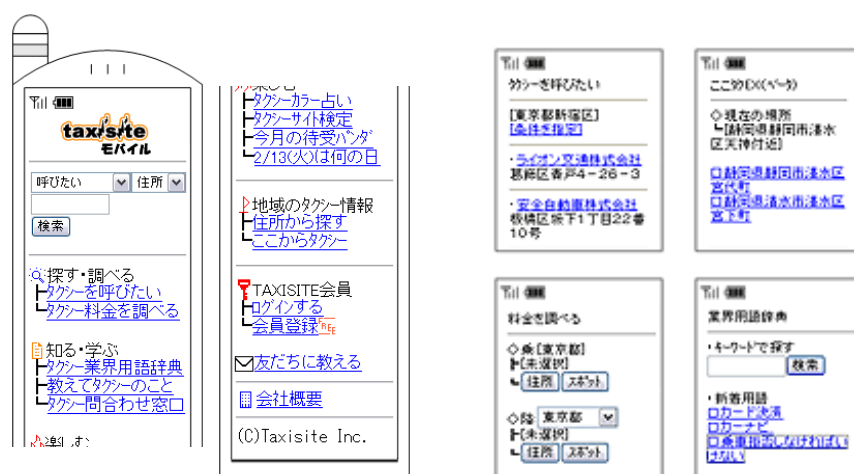 taxisite
モバイル
呼びたい 住所
検索
探す・調べる
タクシーを呼びたい
タクシー料金を調べる
知る・学ぶ
タクシー業界用語辞典
教えてタクシーのこと
タクシー問合わせ窓口
タクシーカラー占い
タクシーサイト検定
今月の待受パンダ
2/13(火)は何の日
地域のタクシー情報
住所から探す
ここからタクシー
TAXISITE会員
ログインする
会員登録FREE
友だちに教える
会社概要
(C)Taxisite Inc.
タクシーを呼びたい
[東京都新宿区]
[条件を指定]
・ライオン交通株式会社
葛飾区青戸4-26-3
・安全自動車株式会社
板橋区坂下1丁目22番
10号
ここタクDX(ベータ)
◇現在の場所
[静岡県静岡市清水
区天神付近]
静岡県静岡市清水区
宮代町
静岡県清水市清水区
宮下町
料金を調べる
◇乗[東京都]
[未選択]
住所 スポット
◇降 東京都
[未選択]
住所 スポット
業界用語辞典
・キーワードで探す
検索
・新着用語
カード決済
カーナビ